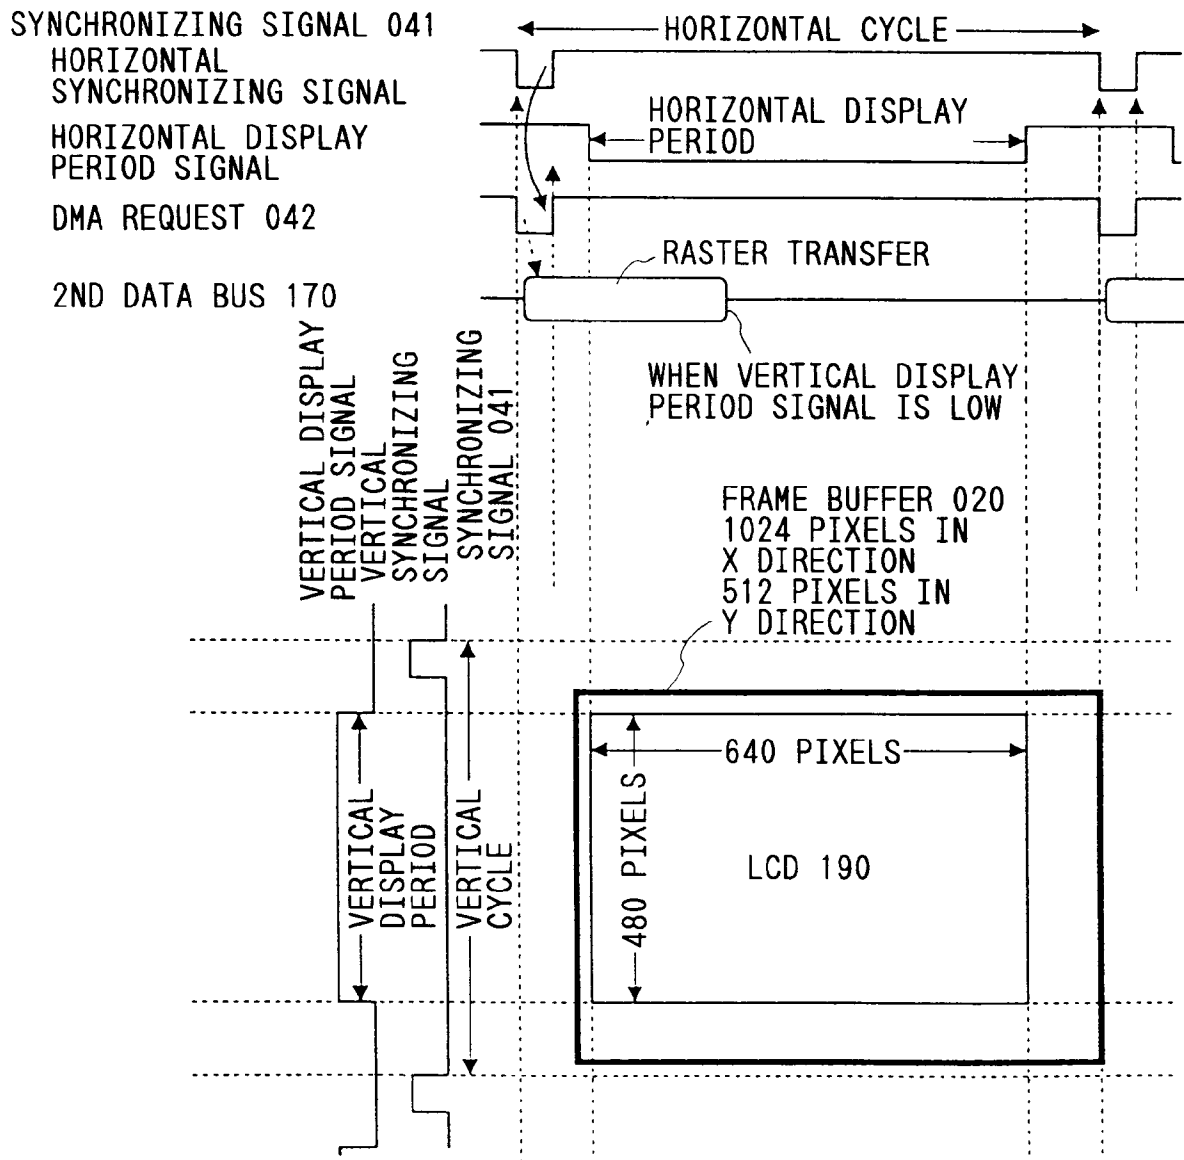 SYNCHRONIZING SIGNAL 041
HORIZONTAL
SYNCHRONIZING SIGNAL
HORIZONTAL DISPLAY
PERIOD SIGNAL
DMA REQUEST 042
2ND DATA BUS 170
HORIZONTAL CYCLE
HORIZONTAL DISPLAY
PERIOD
RASTER TRANSFER
WHEN VERTICAL DISPLAY
PERIOD SIGNAL IS LOW
VERTICAL DISPLAY
PERIOD SIGNAL
VERTICAL
SYNCHRONIZING
SIGNAL
SYNCHRONIZING
SIGNAL 041
FRAME BUFFER 020
1024 PIXELS IN
X DIRECTION
512 PIXELS IN
Y DIRECTION
640 PIXELS
480 PIXELS
LCD 190
VERTICAL
DISPLAY
PERIOD
VERTICAL
CYCLE